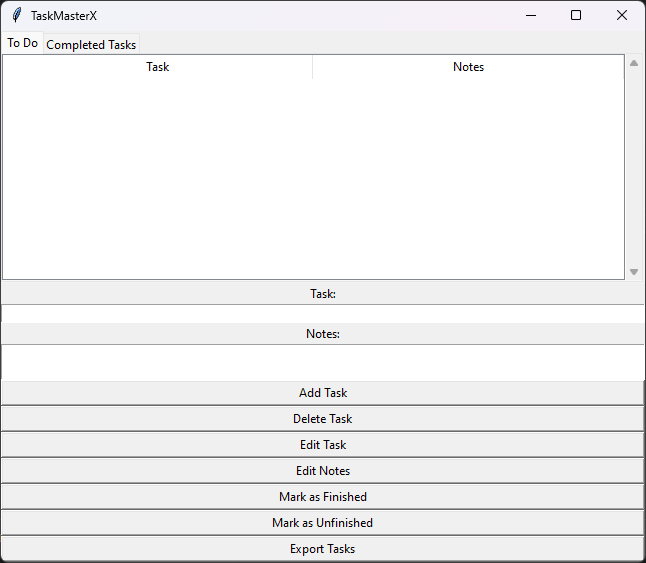 TaskMasterX
To Do Completed Tasks
Task Notes
Task:
Notes:
Add Task
Delete Task
Edit Task
Edit Notes
Mark as Finished
Mark as Unfinished
Export Tasks